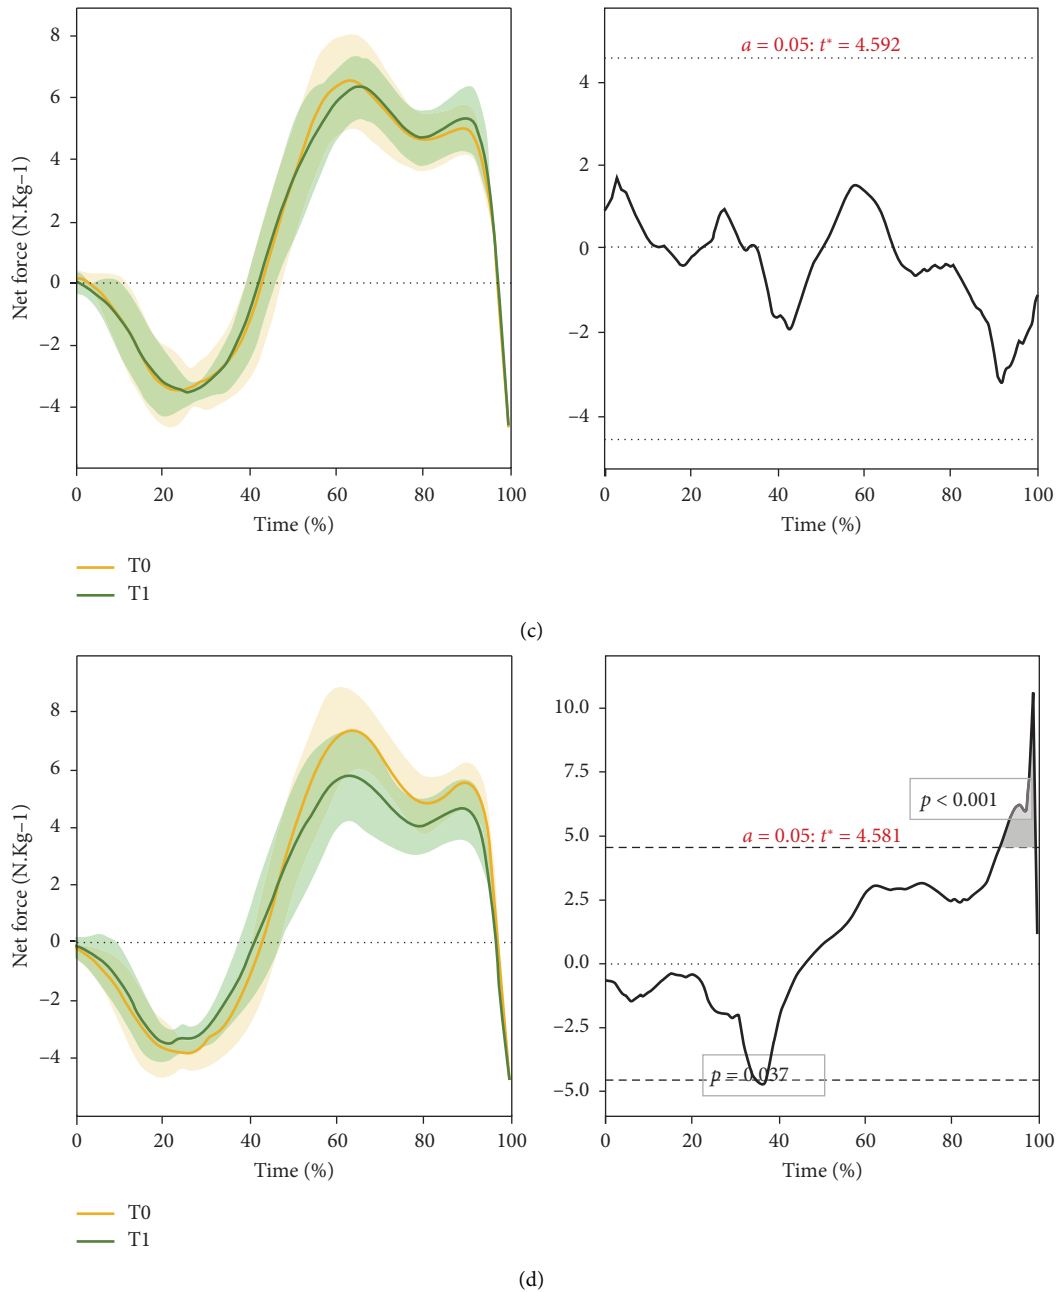 8
6
4
2
0
−2
−4
Net force (N.Kg−1)
0 20 40 60 80 100
Time (%)
T0
T1
a = 0.05: t* = 4.592
4
2
0
−2
−4
0 20 40 60 80 100
Time (%)
(c)
8
6
4
2
0
−2
−4
Net force (N.Kg−1)
0 20 40 60 80 100
Time (%)
T0
T1
10.0
7.5
5.0
2.5
0.0
−2.5
−5.0
p < 0.001
a = 0.05: t* = 4.581
p = 0.037
0 20 40 60 80 100
Time (%)
(d)